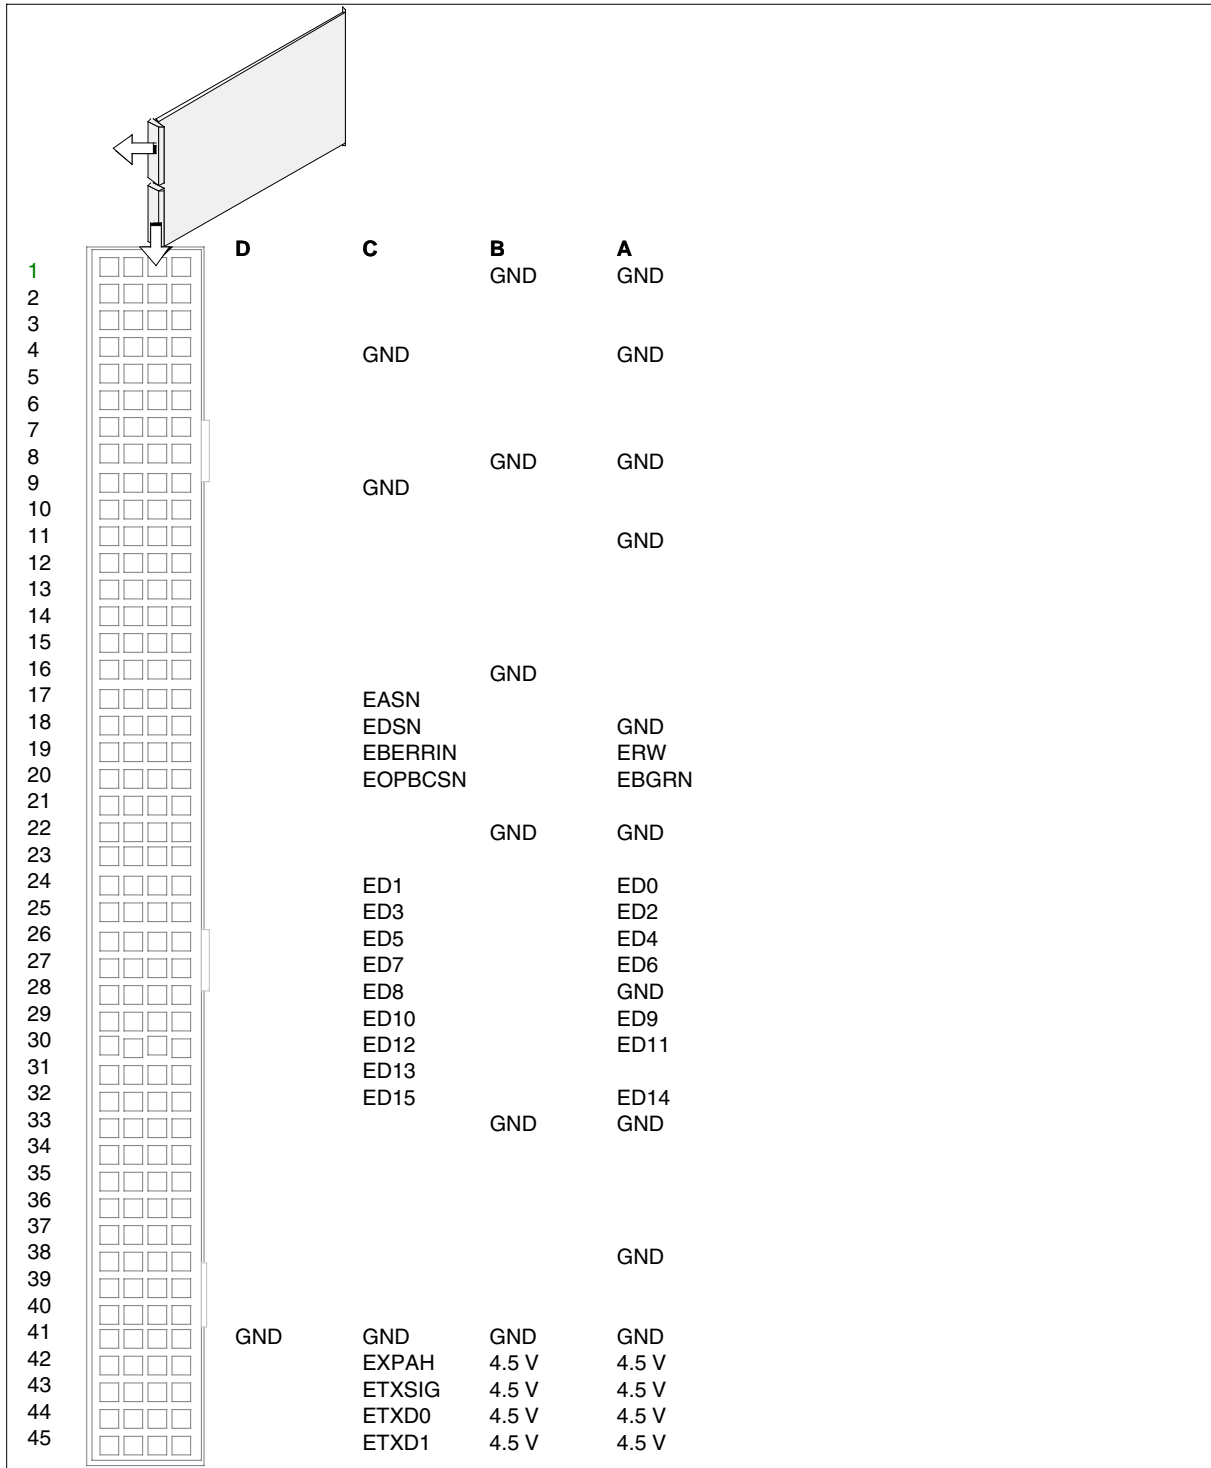 D C B A
1 GND GND
2
3
4 GND GND
5
6
7
8 GND GND
9 GND
10
11 GND
12
13
14
15
16 GND
17 EASN
18 EDSN GND
19 EBERRIN ERW
20 EOPBCSN EBGRN
21
22 GND GND
23
24 ED1 ED0
25 ED3 ED2
26 ED5 ED4
27 ED7 ED6
28 ED8 GND
29 ED10 ED9
30 ED12 ED11
31 ED13
32 ED15 ED14
33 GND GND
34
35
36
37
38 GND
39
40
41 GND GND GND GND
42 EXPAH 4.5 V 4.5 V
43 ETXSIG 4.5 V 4.5 V
44 ETXD0 4.5 V 4.5 V
45 ETXD1 4.5 V 4.5 V